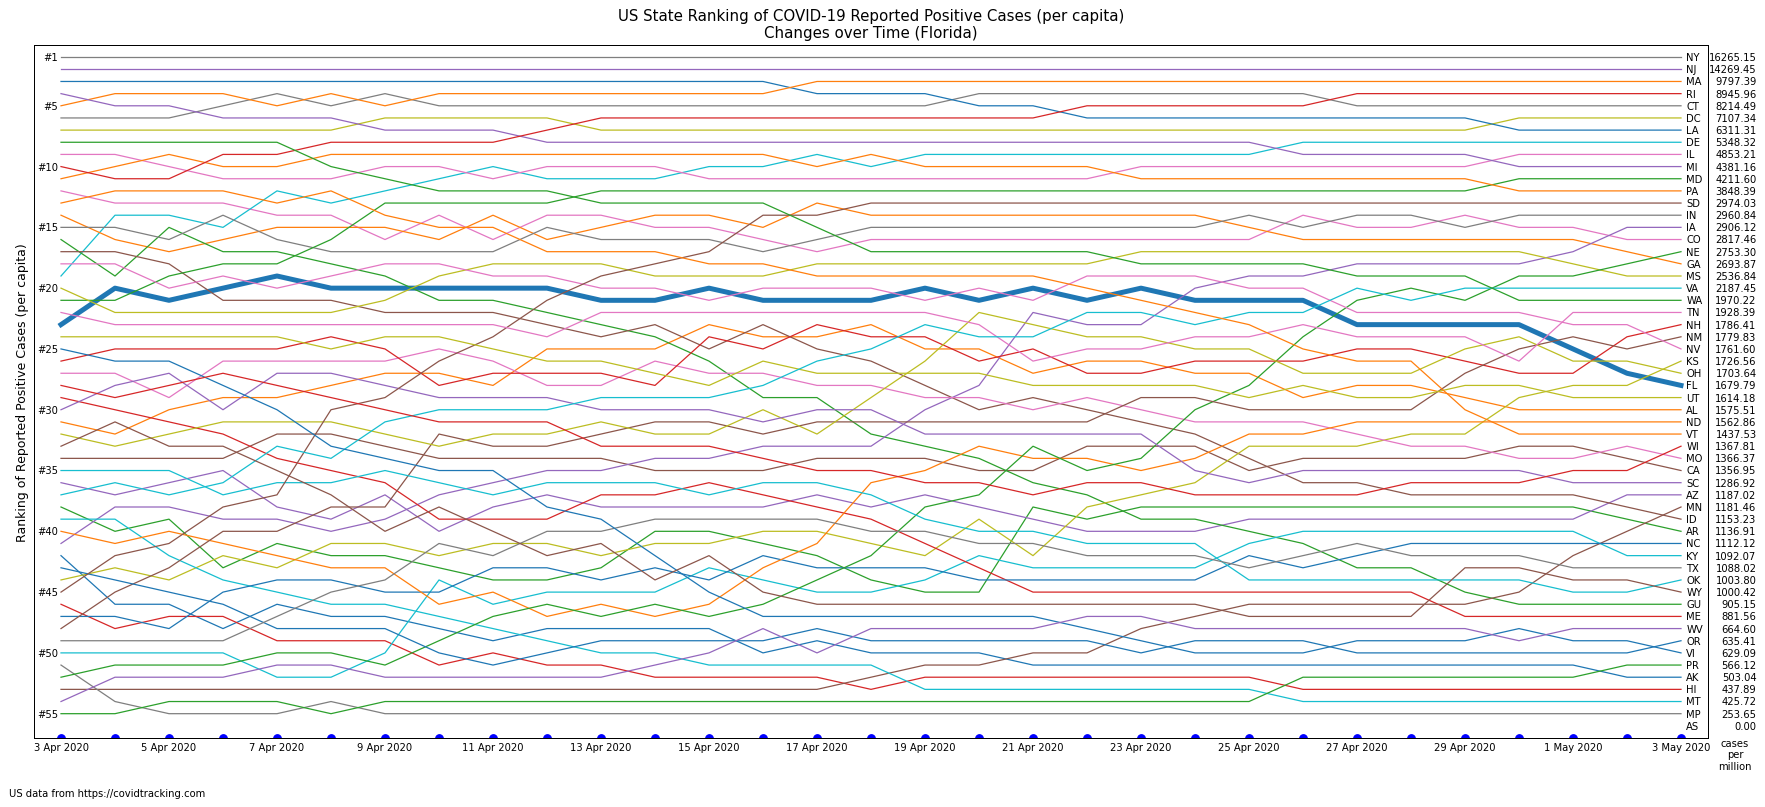 US State Ranking of COVID-19 Reported Positive Cases (per capita)
Changes over Time (Florida)
Ranking of Reported Positive Cases (per capita)
#1
#5
#10
#15
#20
#25
#30
#35
#40
#45
#50
#55
NY 16265.15
NJ 14269.45
MA 9797.39
RI 8945.96
CT 8214.49
DC 7107.34
LA 6311.31
DE 5348.32
IL 4853.21
MI 4381.16
MD 4211.60
PA 3848.39
SD 2974.03
IN 2960.84
IA 2906.12
CO 2817.46
NE 2753.30
GA 2693.87
MS 2536.84
VA 2187.45
WA 1970.22
TN 1928.39
NH 1786.41
NM 1779.83
NV 1761.60
KS 1726.56
OH 1703.64
FL 1679.79
UT 1614.18
AL 1575.51
ND 1562.86
VT 1437.53
WI 1367.81
MO 1366.37
CA 1356.95
SC 1286.92
AZ 1187.02
MN 1181.46
ID 1153.23
AR 1136.91
NC 1112.12
KY 1092.07
TX 1088.02
OK 1003.80
WY 1000.42
GU 905.15
ME 881.56
WV 664.60
OR 635.41
VI 629.09
PR 566.12
AK 503.04
HI 437.89
MT 425.72
MP 253.65
AS 0.00
3 Apr 2020 5 Apr 2020 7 Apr 2020 9 Apr 2020 11 Apr 2020 13 Apr 2020 15 Apr 2020 17 Apr 2020 19 Apr 2020 21 Apr 2020 23 Apr 2020 25 Apr 2020 27 Apr 2020 29 Apr 2020 1 May 2020 3 May 2020
cases
per
million
US data from https://covidtracking.com